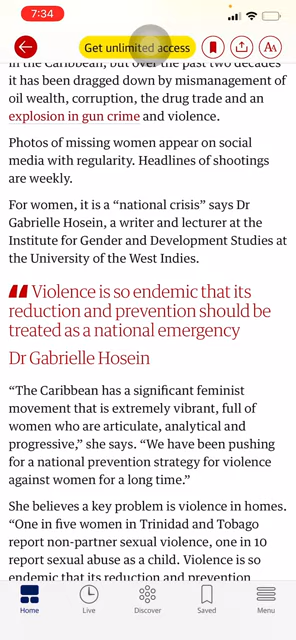 7:34
Get unlimited access
AA
in the Caribbean, but over the past two decades
it has been dragged down by mismanagement of
oil wealth, corruption, the drug trade and an
explosion in gun crime and violence.
Photos of missing women appear on social
media with regularity. Headlines of shootings
are weekly.
For women, it is a “national crisis” says Dr
Gabrielle Hosein, a writer and lecturer at the
Institute for Gender and Development Studies at
the University of the West Indies.
Violence is so endemic that its
reduction and prevention should be
treated as a national emergency
Dr Gabrielle Hosein
“The Caribbean has a significant feminist
movement that is extremely vibrant, full of
women who are articulate, analytical and
progressive,” she says. “We have been pushing
for a national prevention strategy for violence
against women for a long time.”
She believes a key problem is violence in homes.
“One in five women in Trinidad and Tobago
report non-partner sexual violence, one in 10
report sexual abuse as a child. Violence is so
endemic that its reduction and prevention
Home
Live
Discover
Saved
Menu